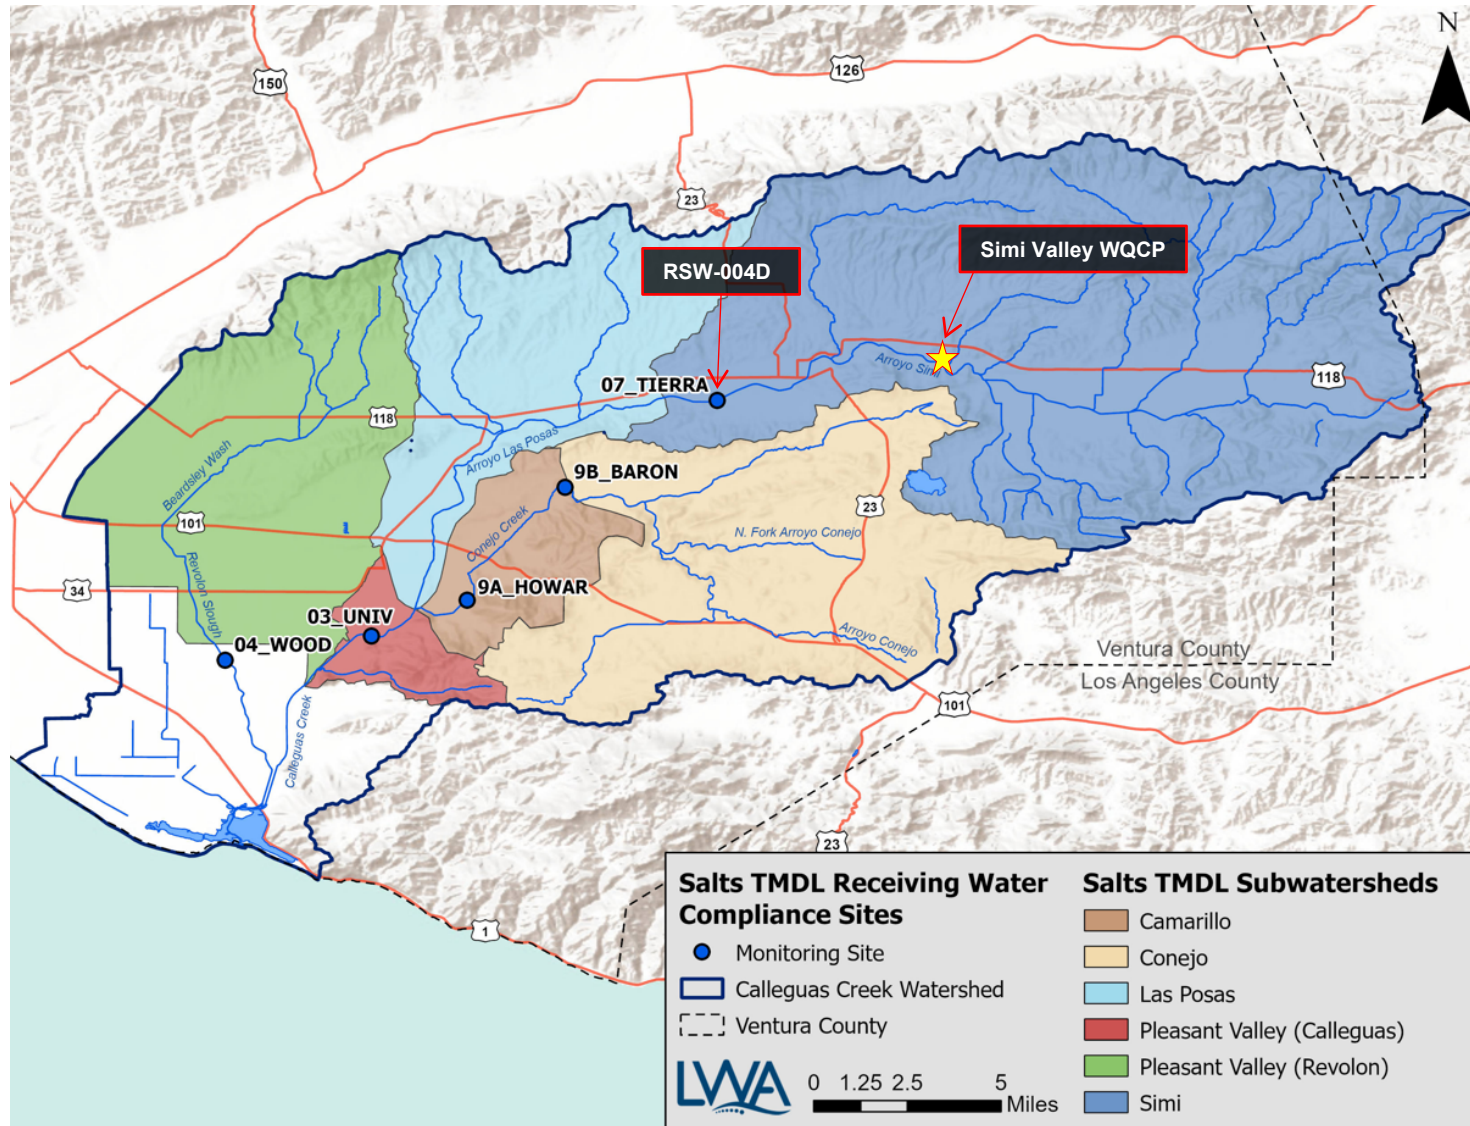 N
150
126
23
Simi Valley WQCP
RSW-004D
Arroyo Simi
07_TIERRA
118
118
Arroyo Las Posas
Beardsley Wash
9B_BARON
101
23
Conejo Creek
N. Fork Arroyo Conejo
Revolon Slough
34
9A_HOWAR
03_UNIV
04_WOOD
Arroyo Conejo
Ventura County
Los Angeles County
101
Calleguas Creek
23
1
Salts TMDL Receiving Water
Compliance Sites
Monitoring Site
Calleguas Creek Watershed
Ventura County
LWA
0 1.25 2.5 5
Miles
Salts TMDL Subwatersheds
Camarillo
Conejo
Las Posas
Pleasant Valley (Calleguas)
Pleasant Valley (Revolon)
Simi